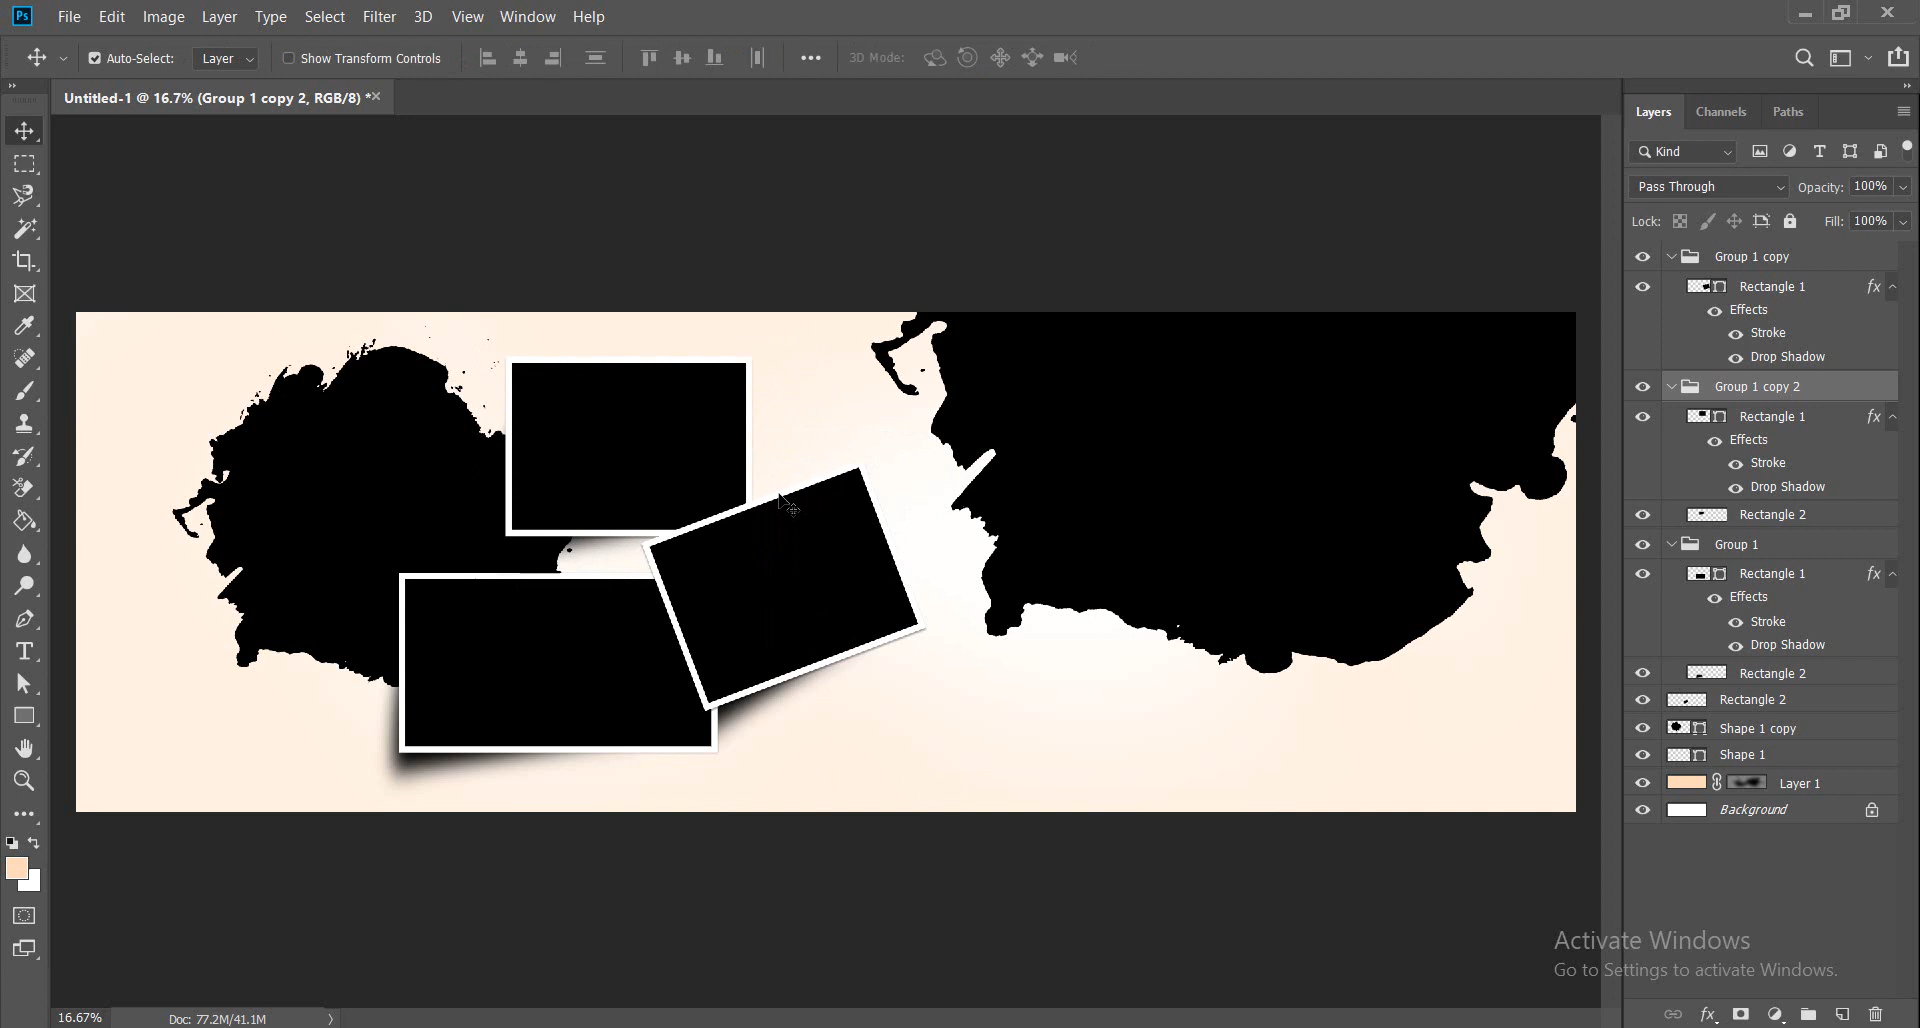 Ps File Edit Image Layer Type Select Filter 3D View Window Help
Auto-Select: Layer Show Transform Controls 3D Mode:
Untitled-1 @ 16.7% (Group 1 copy 2, RGB/8) *
Layers Channels Paths
Kind
Pass Through Opacity: 100%
Lock: Fill: 100%
Group 1 copy
Rectangle 1 fx
Effects
Stroke
Drop Shadow
Group 1 copy 2
Rectangle 1 fx
Effects
Stroke
Drop Shadow
Rectangle 2
Group 1
Rectangle 1 fx
Effects
Stroke
Drop Shadow
Rectangle 2
Rectangle 2
Shape 1 copy
Shape 1
Layer 1
Background
Activate Windows
Go to Settings to activate Windows.
16.67% Doc: 77.2M/41.1M
fx